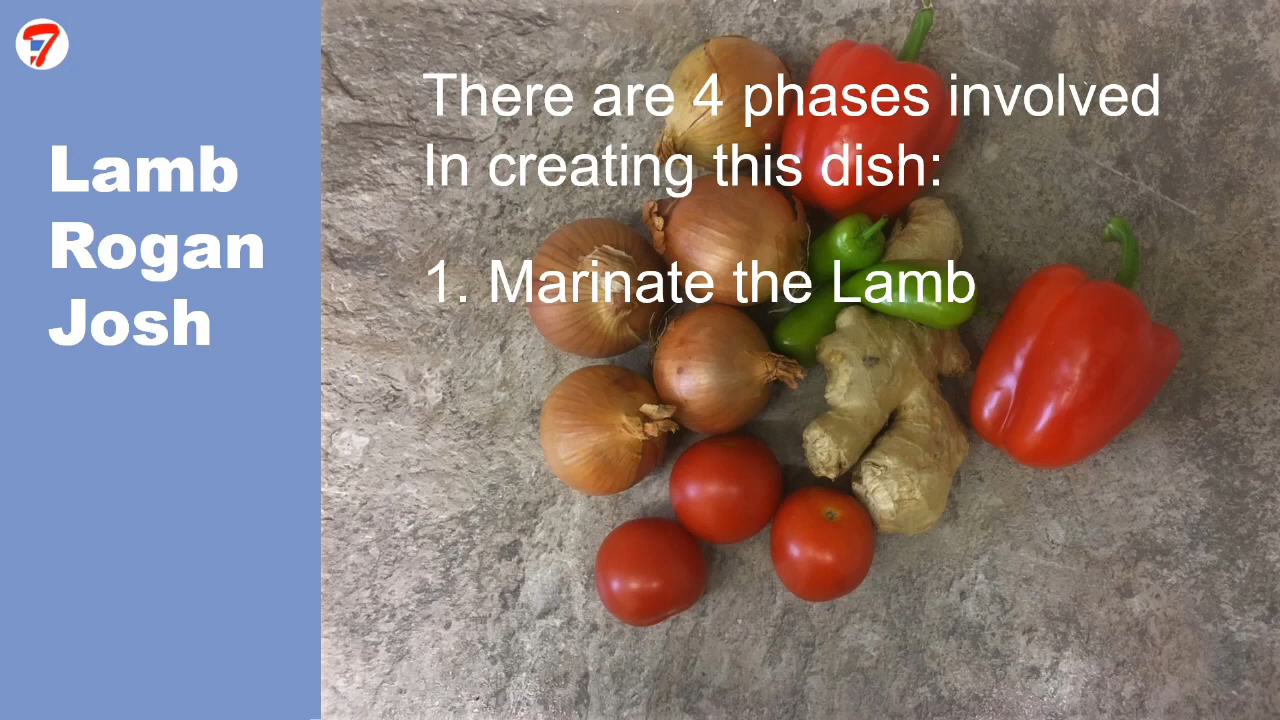 Lamb
Rogan
Josh
There are 4 phases involved
In creating this dish:
1. Marinate the Lamb